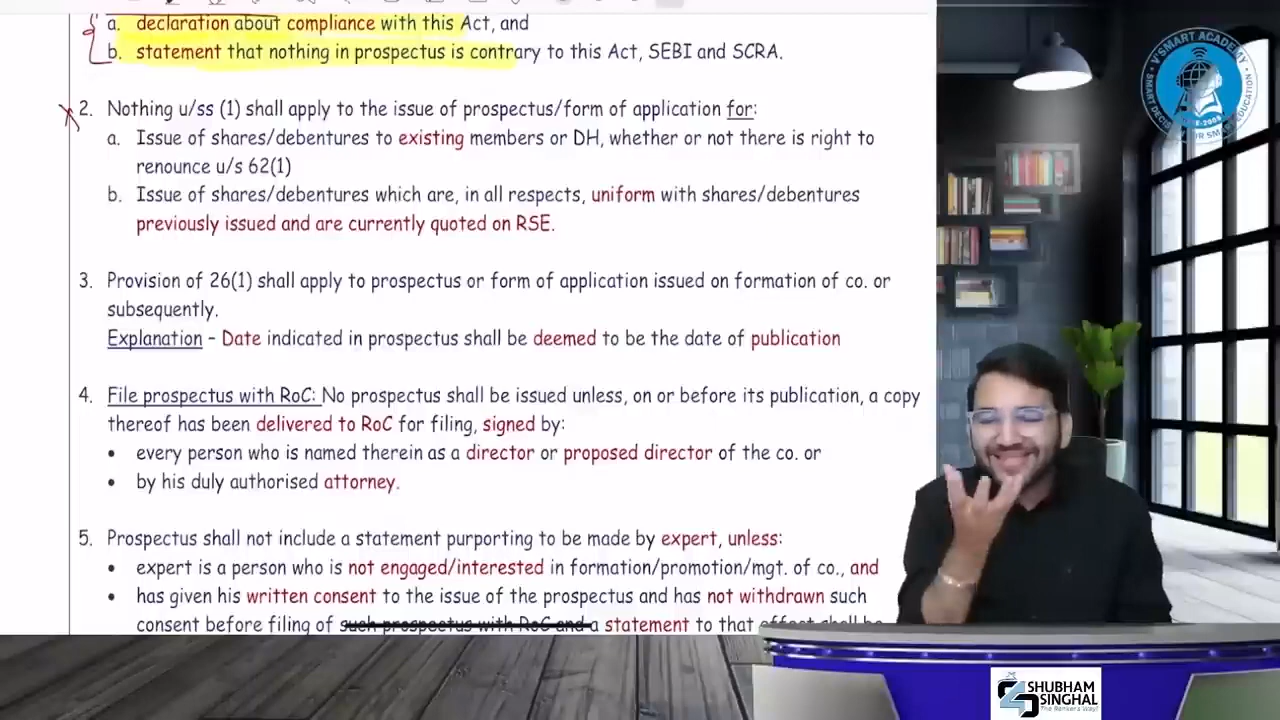 a. declaration about compliance with this Act, and
b. statement that nothing in prospectus is contrary to this Act, SEBI and SCRA.
2. Nothing u/ss (1) shall apply to the issue of prospectus/form of application for:
a. Issue of shares/debentures to existing members or DH, whether or not there is right to
renounce u/s 62(1)
b. Issue of shares/debentures which are, in all respects, uniform with shares/debentures
previously issued and are currently quoted on RSE.
3. Provision of 26(1) shall apply to prospectus or form of application issued on formation of co. or
subsequently.
Explanation – Date indicated in prospectus shall be deemed to be the date of publication
4. File prospectus with RoC: No prospectus shall be issued unless, on or before its publication, a copy
thereof has been delivered to RoC for filing, signed by:
• every person who is named therein as a director or proposed director of the co. or
• by his duly authorised attorney.
5. Prospectus shall not include a statement purporting to be made by expert, unless:
• expert is a person who is not engaged/interested in formation/promotion/mgt. of co., and
• has given his written consent to the issue of the prospectus and has not withdrawn such
consent before filing of such prospectus with RoC and a statement to that effect shall be
V'SMART ACADEMY
SHUBHAM
SINGHAL
The Rankers Way!